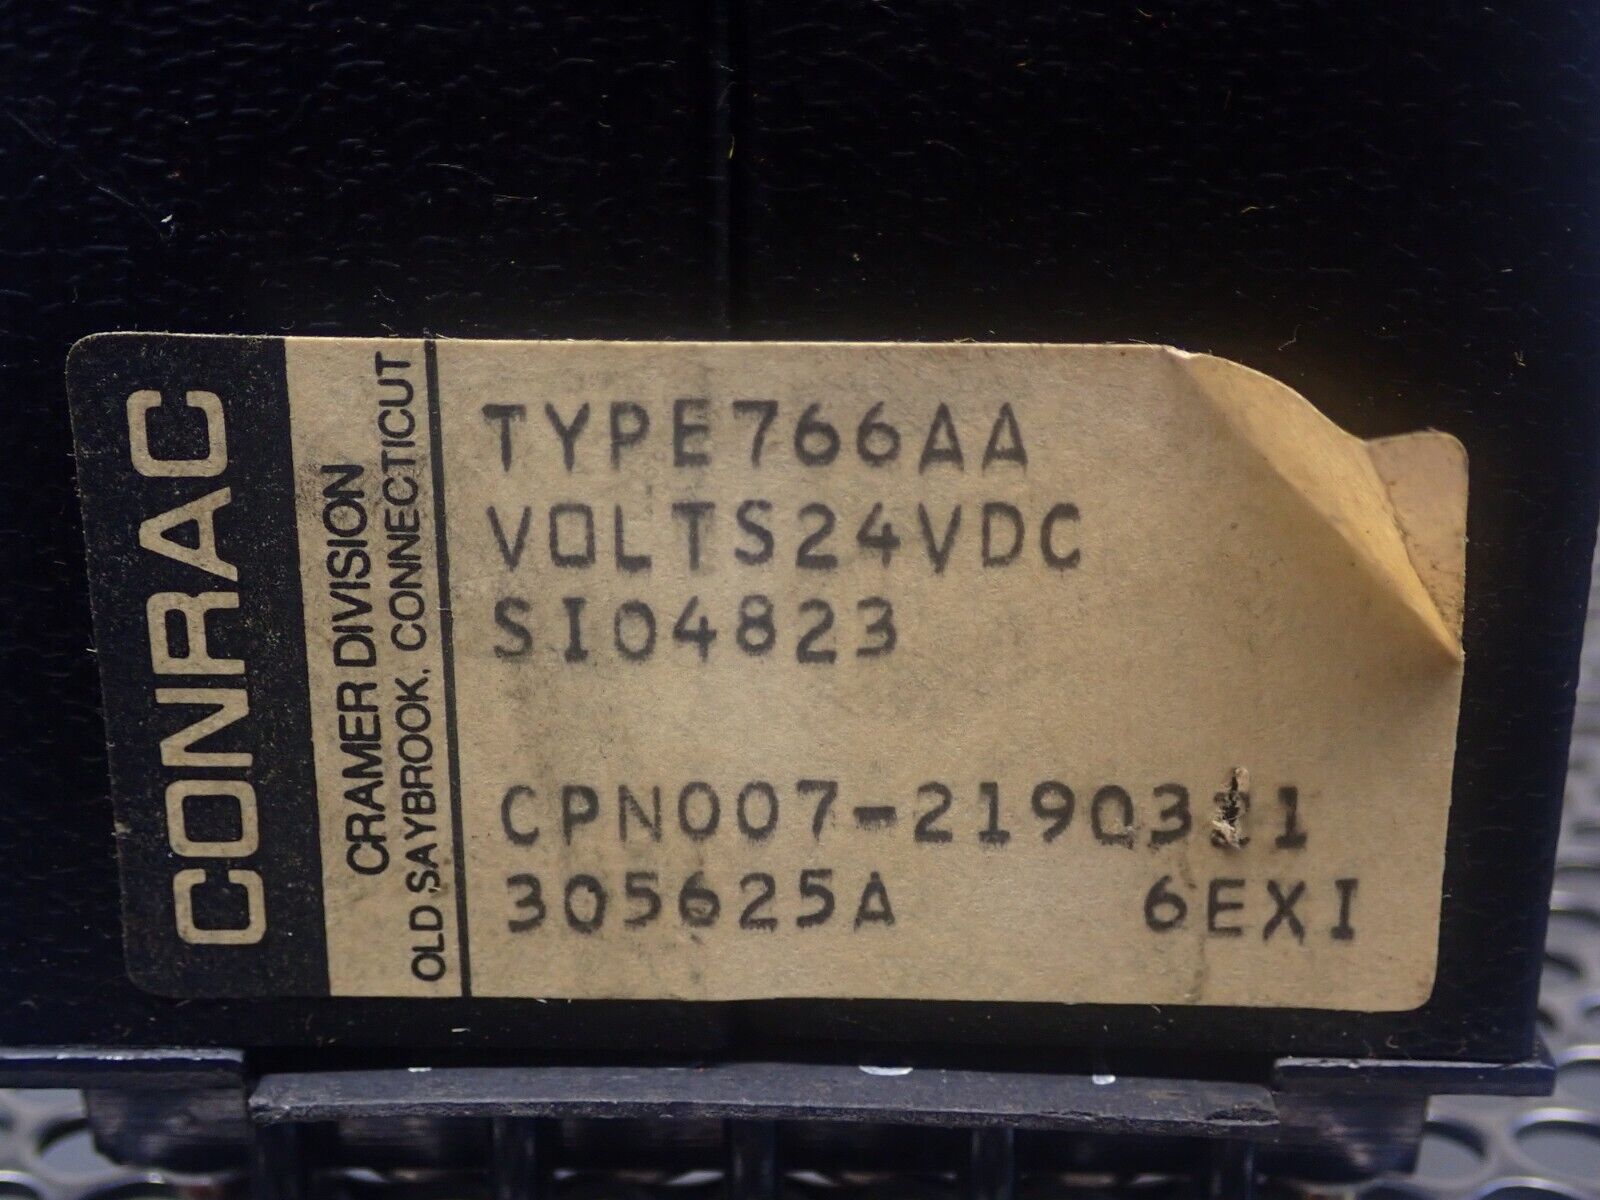 CONRAC
CRAMER DIVISION
OLD SAYBROOK, CONNECTICUT
TYPE766AA
VOLTS24VDC
SI04823
305625A 6EXI